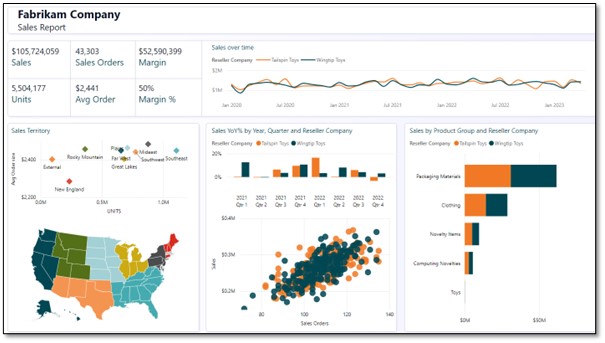 Fabrikam Company
Sales Report
$105,724,059
Sales
43,303
Sales Orders
$52,590,399
Margin
5,504,177
Units
$2,441
Avg Order
50%
Margin %
Sales over time
Reseller Company Tailspin Toys Wingtip Toys
$2M
$1M
Jan 2020 Jul 2020 Jan 2021 Jul 2021 Jan 2022 Jul 2022 Jan 2023
Sales Territory
Avg Order size
$2,400
$2,200
Rocky Mountain
External
New England
Plains
Far West
Great Lakes
Mideast
Southwest
Southeast
0.0M 0.5M 1.0M
UNITS
Sales YoY% by Year, Quarter and Reseller Company
Reseller Company Tailspin Toys Wingtip Toys
20%
0%
2021 2021 2021 2021 2022 2022 2022 2022
Qtr 1 Qtr 2 Qtr 3 Qtr 4 Qtr 1 Qtr 2 Qtr 3 Qtr 4
$0.4M
$0.3M
$0.2M
Sales
80 100 120 140
Sales Orders
Sales by Product Group and Reseller Company
Reseller Company Tailspin Toys Wingtip Toys
Packaging Materials
Clothing
Novelty Items
Computing Novelties
Toys
$0M $50M